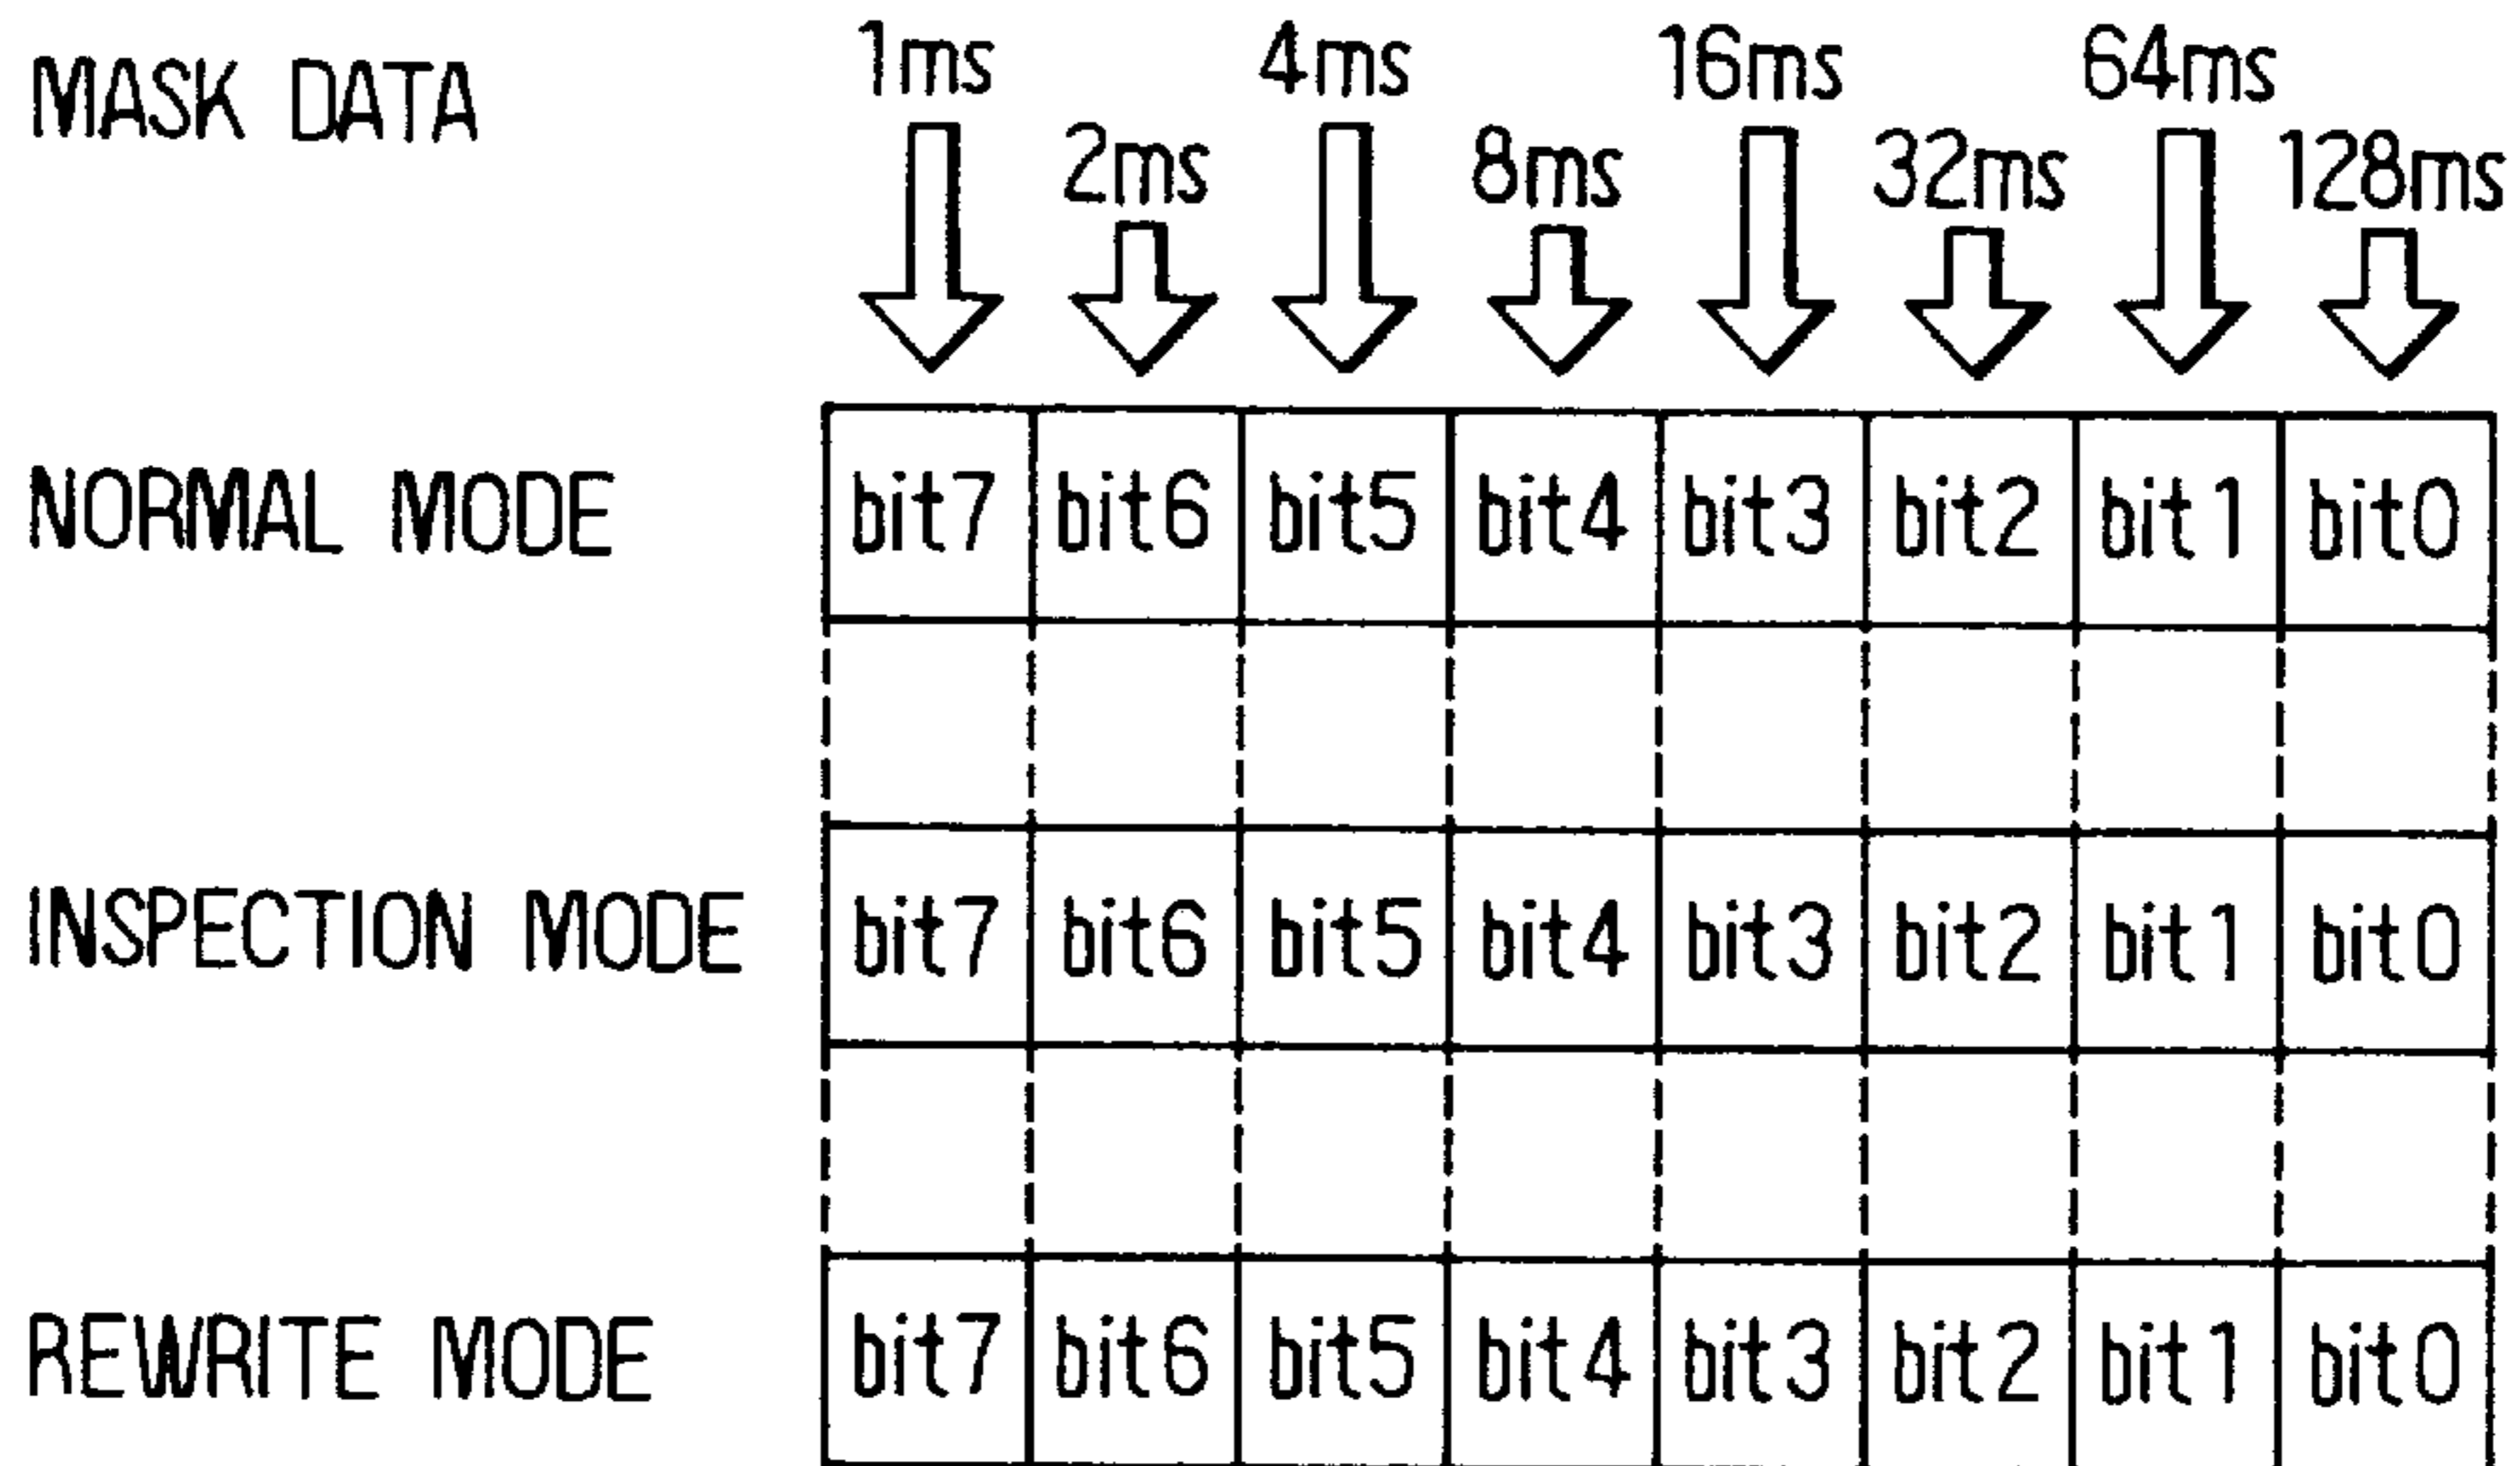 MASK DATA 1ms 4ms 16ms 64ms
2ms 8ms 32ms 128ms
NORMAL MODE bit7 bit6 bit5 bit4 bit3 bit2 bit1 bit0
INSPECTION MODE bit7 bit6 bit5 bit4 bit3 bit2 bit1 bit0
REWRITE MODE bit7 bit6 bit5 bit4 bit3 bit2 bit1 bit0